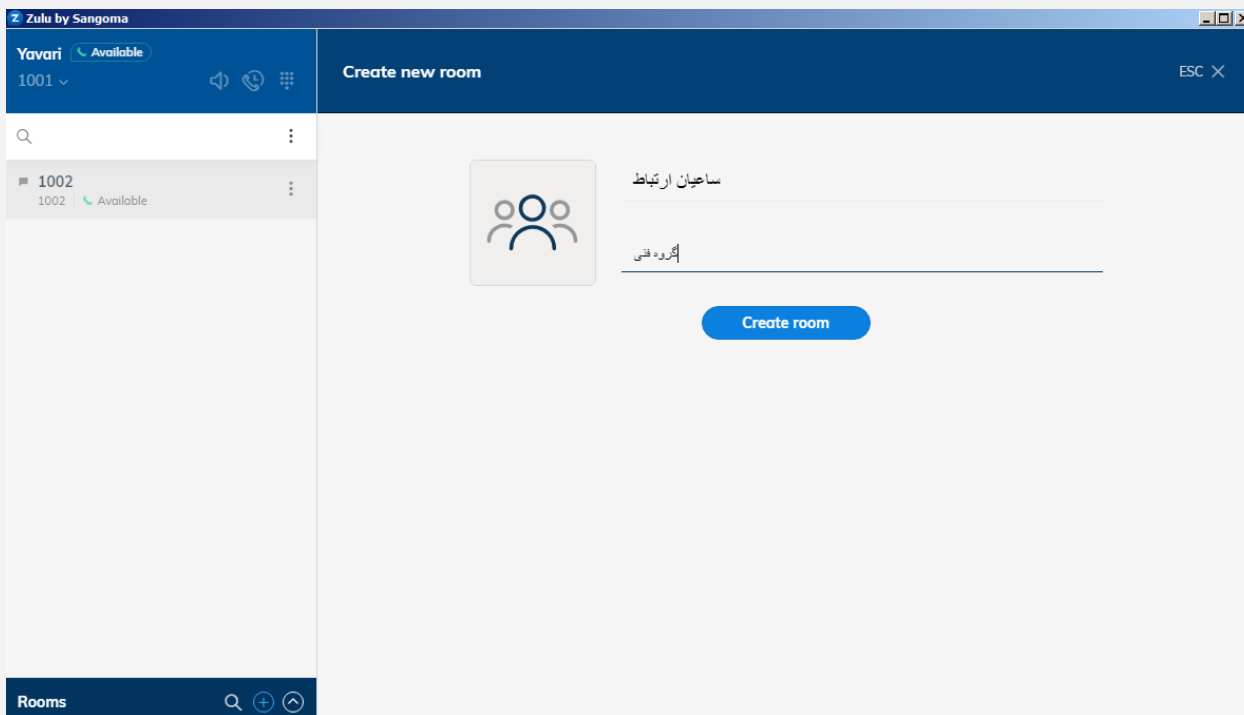 Zulu by Sangoma
Yavari Available
1001
Create new room
ESC
ساعیان ارتباط
1002
1002 Available
گروه فنی
Create room
Rooms